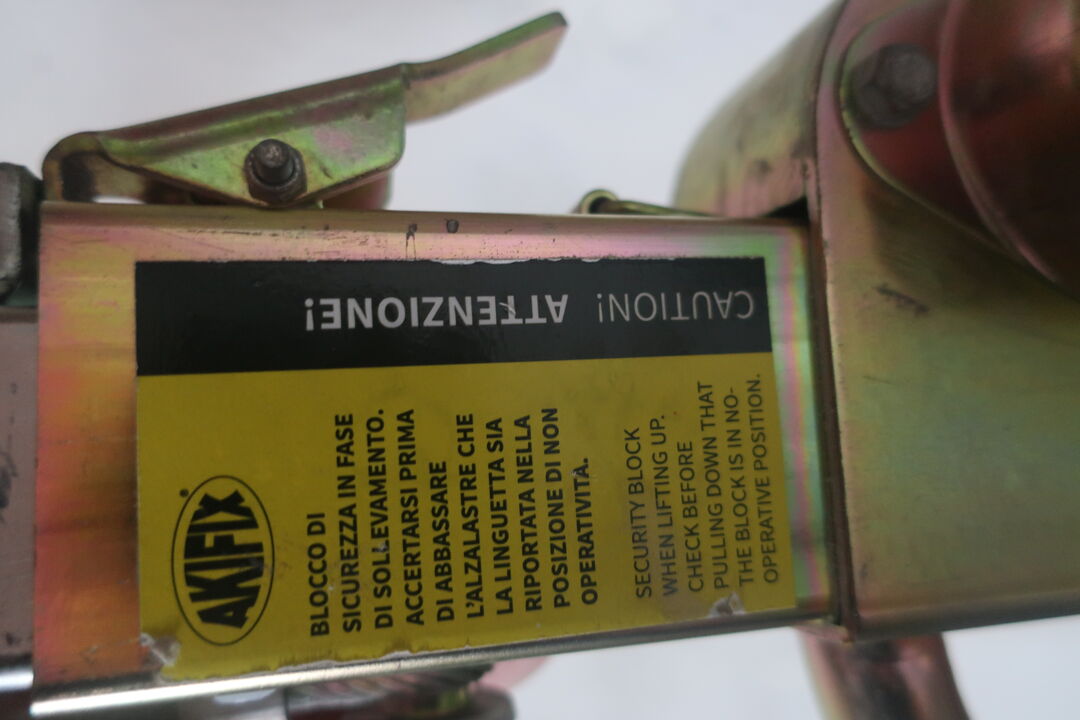 ATTENZIONE!
CAUTION!
AKIFIX®
BLOCCO DI
SICUREZZA IN FASE
DI SOLLEVAMENTO.
ACCERTARSI PRIMA
DI ABBASSARE
L'ALZALASTRE CHE
LA LINGUETTA SIA
RIPORTATA NELLA
POSIZIONE DI NON
OPERATIVITÀ.
SECURITY BLOCK
WHEN LIFTING UP.
CHECK BEFORE
PULLING DOWN THAT
THE BLOCK IS IN NO-
OPERATIVE POSITION.